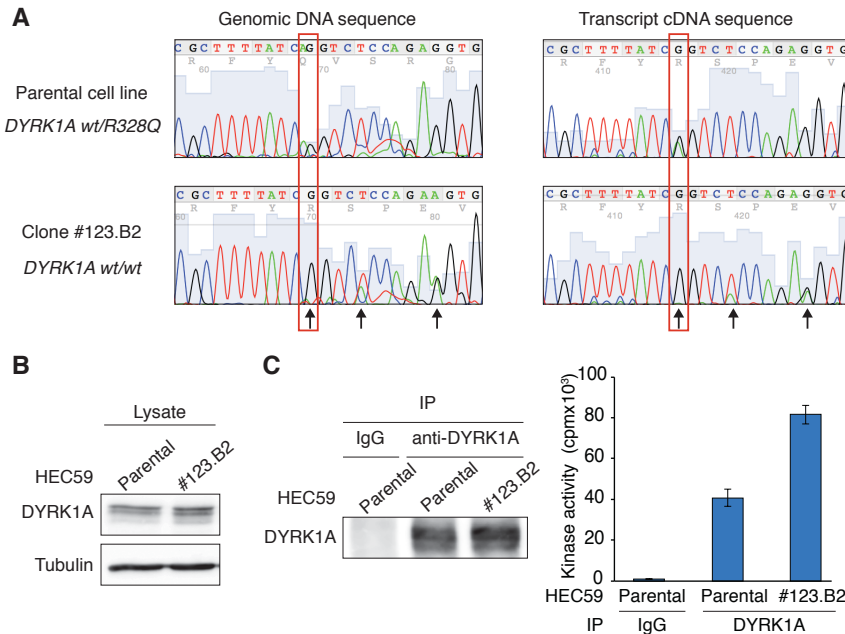 A
Genomic DNA sequence
Transcript cDNA sequence
Parental cell line
DYRK1A wt/R328Q
C G C T T T T A T C A G G T C T C C A G A G G T G
R F Y Q V S R G
60 70 80
C G C T T T T A T C G G T C T C C A G A G G T G
R F Y R S P E V
410 420
Clone #123.B2
DYRK1A wt/wt
C G C T T T T A T C G G T C T C C A G A A G T G
R F Y R S P E V
60 70 80
C G C T T T T A T C G G T C T C C A G A G G T G
R F Y R S P E V
410 420
B
Lysate
HEC59
Parental
#123.B2
DYRK1A
Tubulin
C
IP
IgG
anti-DYRK1A
HEC59
Parental
Parental
#123.B2
DYRK1A
Kinase activity (cpmx10³)
100
80
60
40
20
0
HEC59 Parental Parental #123.B2
IP IgG DYRK1A